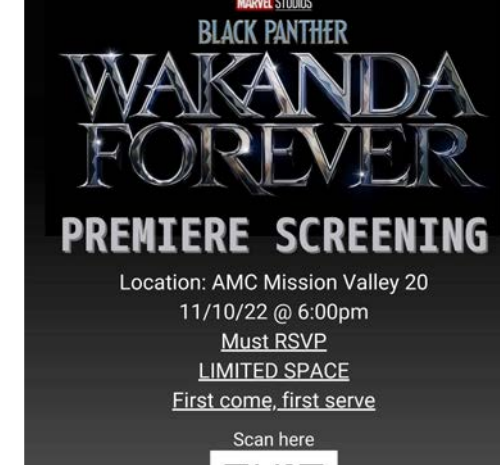 MARVEL STUDIOS
BLACK PANTHER
WAKANDA
FOREVER
PREMIERE SCREENING
Location: AMC Mission Valley 20
11/10/22 @ 6:00pm
Must RSVP
LIMITED SPACE
First come, first serve
Scan here